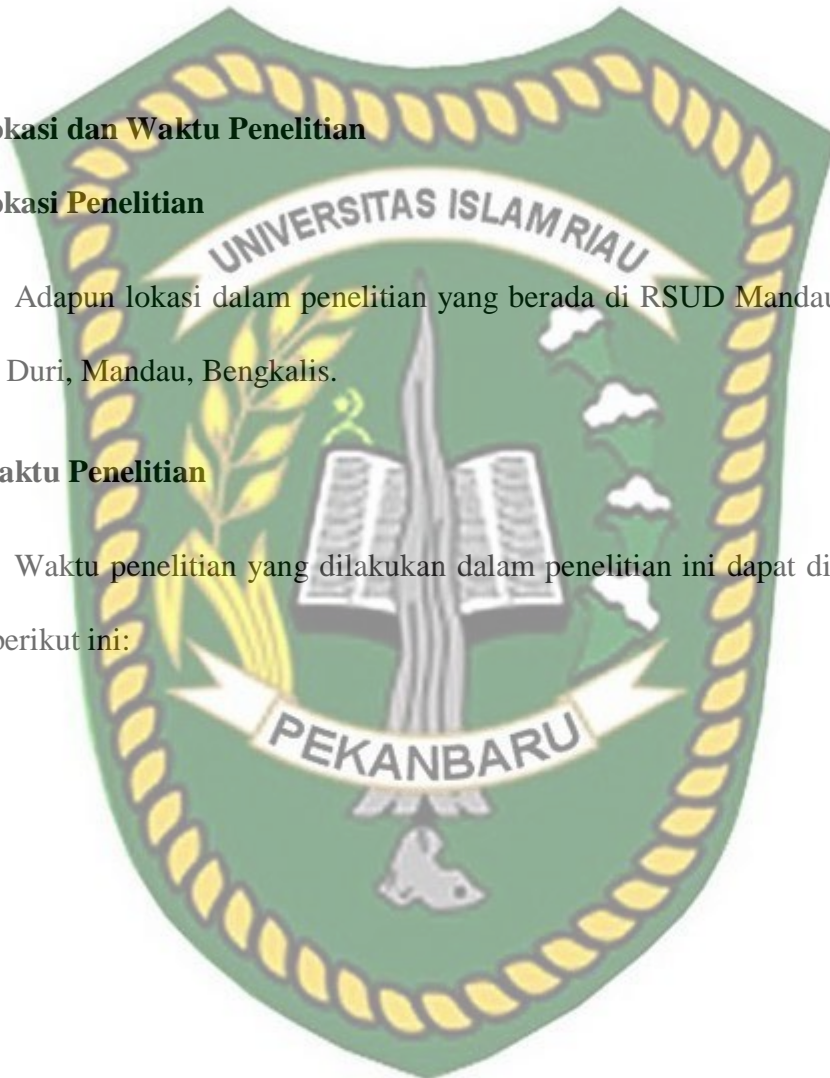 okasi dan Waktu Penelitian
okasi Penelitian
UNIVERSITAS ISLAM RIAU
Adapun lokasi dalam penelitian yang berada di RSUD Mandau
Duri, Mandau, Bengkalis.
aktu Penelitian
Waktu penelitian yang dilakukan dalam penelitian ini dapat di
berikut ini:
PEKANBARU